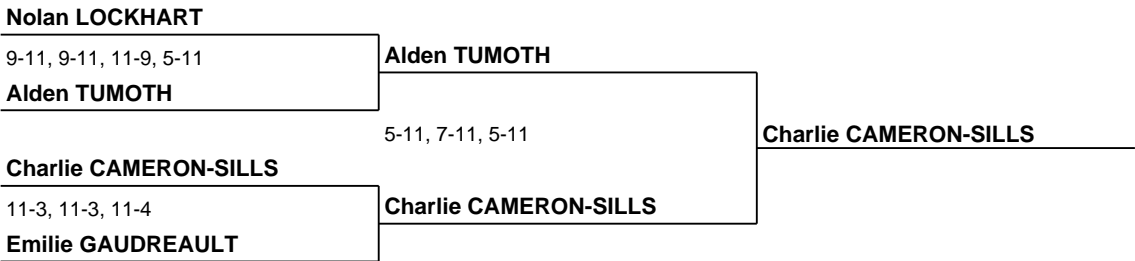 Nolan LOCKHART
9-11, 9-11, 11-9, 5-11
Alden TUMOTH
Alden TUMOTH
5-11, 7-11, 5-11
Charlie CAMERON-SILLS
Charlie CAMERON-SILLS
11-3, 11-3, 11-4
Charlie CAMERON-SILLS
Emilie GAUDREAULT